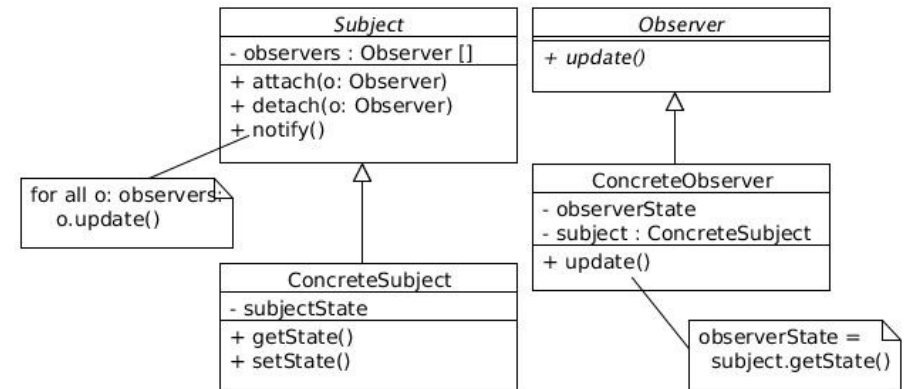 Subject
- observers : Observer []
+ attach(o: Observer)
+ detach(o: Observer)
+ notify()
for all o: observers:
o.update()
ConcreteSubject
- subjectState
+ getState()
+ setState()
Observer
+ update()
ConcreteObserver
- observerState
- subject : ConcreteSubject
+ update()
observerState =
subject.getState()